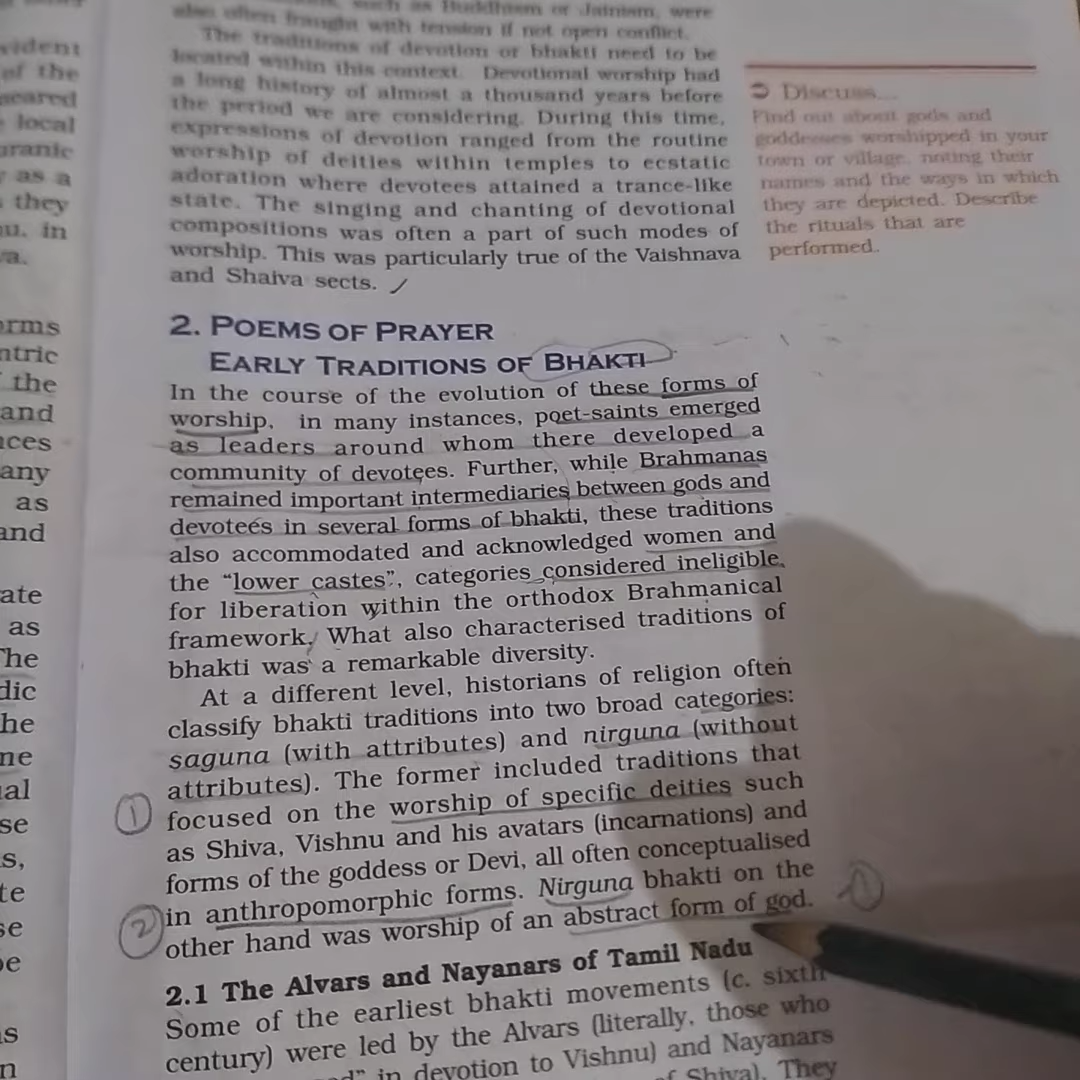 such as Buddhism or Jainism, were
also often fraught with tension if not open conflict.
The traditions of devotion or bhakti need to be
located within this context. Devotional worship had
a long history of almost a thousand years before
the period we are considering. During this time,
expressions of devotion ranged from the routine
worship of deities within temples to ecstatic
adoration where devotees attained a trance-like
state. The singing and chanting of devotional
compositions was often a part of such modes of
worship. This was particularly true of the Vaishnava
and Shaiva sects.
2. POEMS OF PRAYER
EARLY TRADITIONS OF BHAKTI
In the course of the evolution of these forms of
worship, in many instances, poet-saints emerged
as leaders around whom there developed a
community of devotees. Further, while Brahmanas
remained important intermediaries between gods and
devotees in several forms of bhakti, these traditions
also accommodated and acknowledged women and
the “lower castes”, categories considered ineligible
for liberation within the orthodox Brahmanical
framework. What also characterised traditions of
bhakti was a remarkable diversity.
At a different level, historians of religion often
classify bhakti traditions into two broad categories:
saguna (with attributes) and nirguna (without
attributes). The former included traditions that
focused on the worship of specific deities such
as Shiva, Vishnu and his avatars (incarnations) and
forms of the goddess or Devi, all often conceptualised
in anthropomorphic forms. Nirguna bhakti on the
other hand was worship of an abstract form of god.
2.1 The Alvars and Nayanars of Tamil Nadu
Some of the earliest bhakti movements (c. sixth
century) were led by the Alvars (literally, those who
in devotion to Vishnu) and Nayanars
of Shiva). They
Discuss...
Find out about gods and
goddesses worshipped in your
town or village, noting their
names and the ways in which
they are depicted. Describe
the rituals that are
performed.
of the
local
as a
they
in
the
and
any
as
and
as
1
2
1